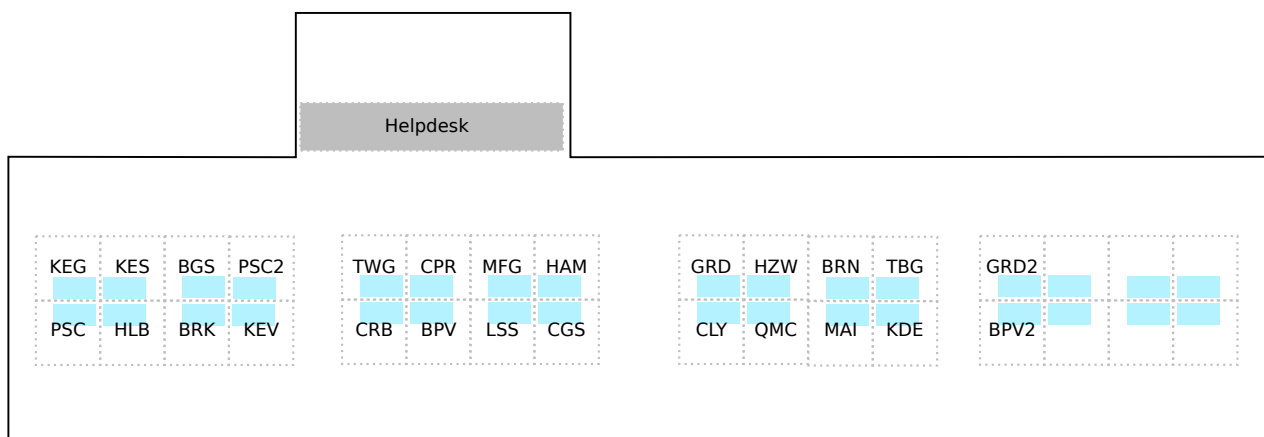 Helpdesk
KEG KES BGS PSC2 TWG CPR MFG HAM GRD HZW BRN TBG GRD2
PSC HLB BRK KEV CRB BPV LSS CGS CLY QMC MAI KDE BPV2